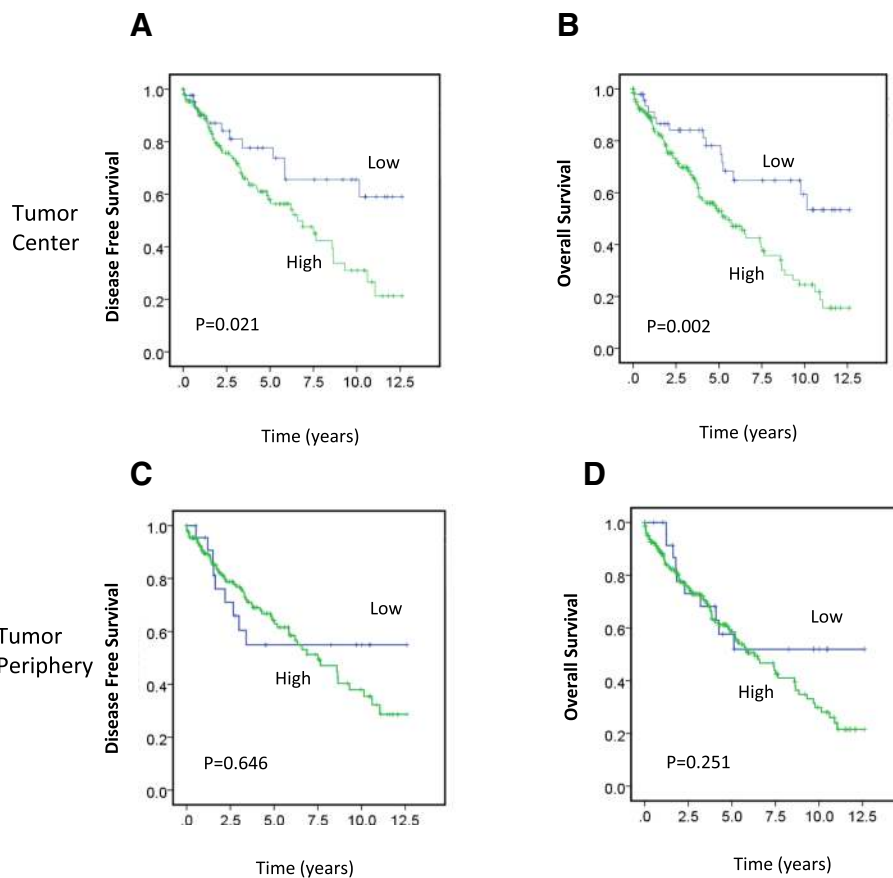 A
B
Tumor
Center
Disease Free Survival
1.0
0.8
0.6
0.4
0.2
0.0
Low
High
P=0.021
.0 2.5 5.0 7.5 10.0 12.5
Time (years)
Overall Survival
1.0
0.8
0.6
0.4
0.2
0.0
Low
High
P=0.002
.0 2.5 5.0 7.5 10.0 12.5
Time (years)
C
D
Tumor
Periphery
Disease Free Survival
1.0
0.8
0.6
0.4
0.2
0.0
Low
High
P=0.646
.0 2.5 5.0 7.5 10.0 12.5
Time (years)
Overall Survival
1.0
0.8
0.6
0.4
0.2
0.0
Low
High
P=0.251
.0 2.5 5.0 7.5 10.0 12.5
Time (years)